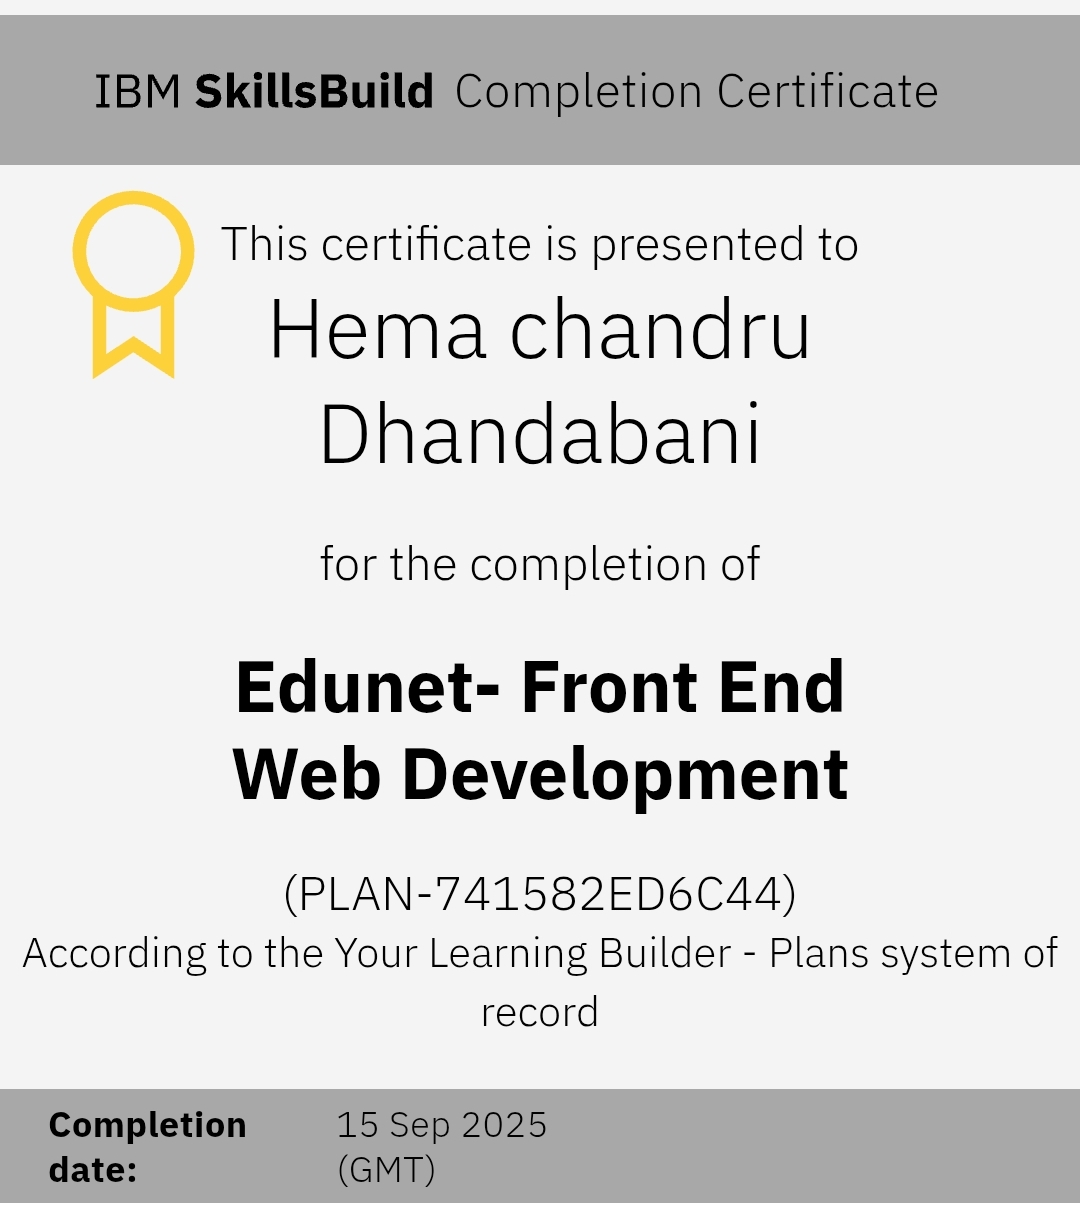 IBM SkillsBuild Completion Certificate
This certificate is presented to
Hema chandru
Dhandabani
for the completion of
Edunet- Front End
Web Development
(PLAN-741582ED6C44)
According to the Your Learning Builder - Plans system of
record
Completion date: 15 Sep 2025 (GMT)